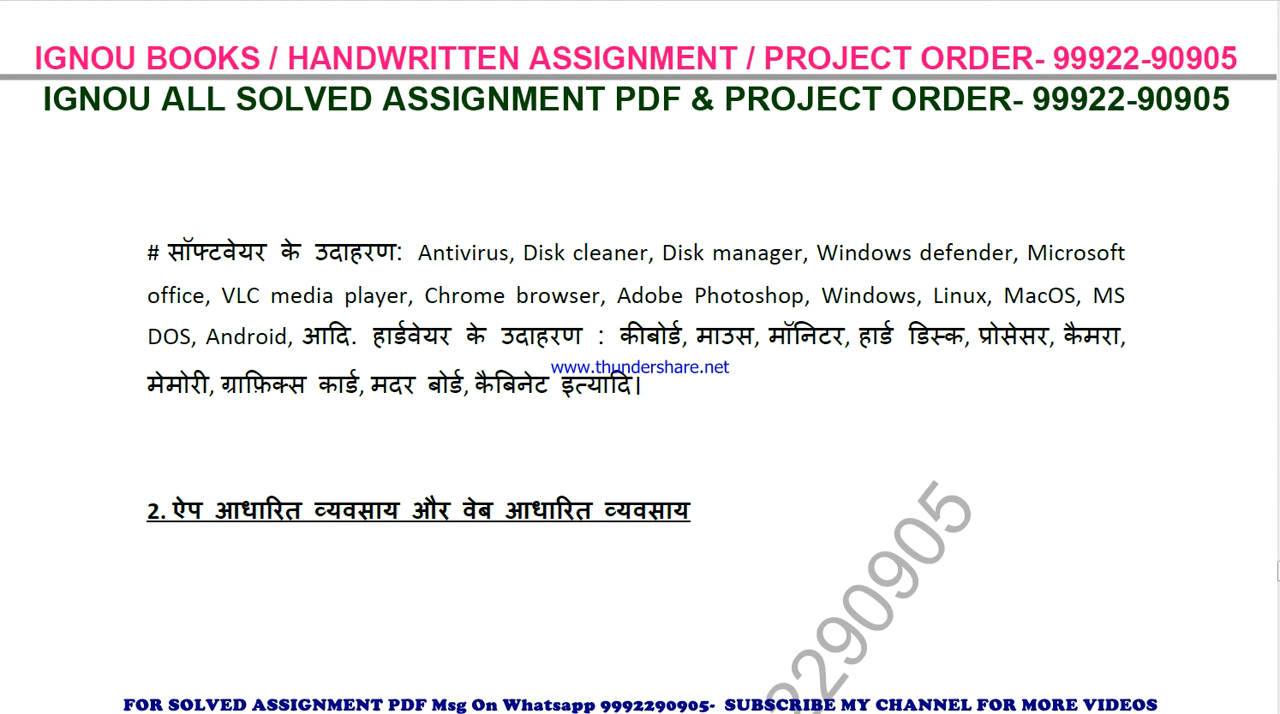 IGNOU BOOKS / HANDWRITTEN ASSIGNMENT / PROJECT ORDER- 99922-90905
IGNOU ALL SOLVED ASSIGNMENT PDF & PROJECT ORDER- 99922-90905
# सॉफ्टवेयर के उदाहरण: Antivirus, Disk cleaner, Disk manager, Windows defender, Microsoft
office, VLC media player, Chrome browser, Adobe Photoshop, Windows, Linux, MacOS, MS
DOS, Android, आदि. हार्डवेयर के उदाहरण : कीबोर्ड, माउस, मॉनिटर, हार्ड डिस्क, प्रोसेसर, कैमरा,
www.thundershare.net
मेमोरी, ग्राफ़िक्स कार्ड, मदर बोर्ड, कैबिनेट इत्यादि।
2. ऐप आधारित व्यवसाय और वेब आधारित व्यवसाय
2290905
FOR SOLVED ASSIGNMENT PDF Msg On Whatsapp 9992290905- SUBSCRIBE MY CHANNEL FOR MORE VIDEOS